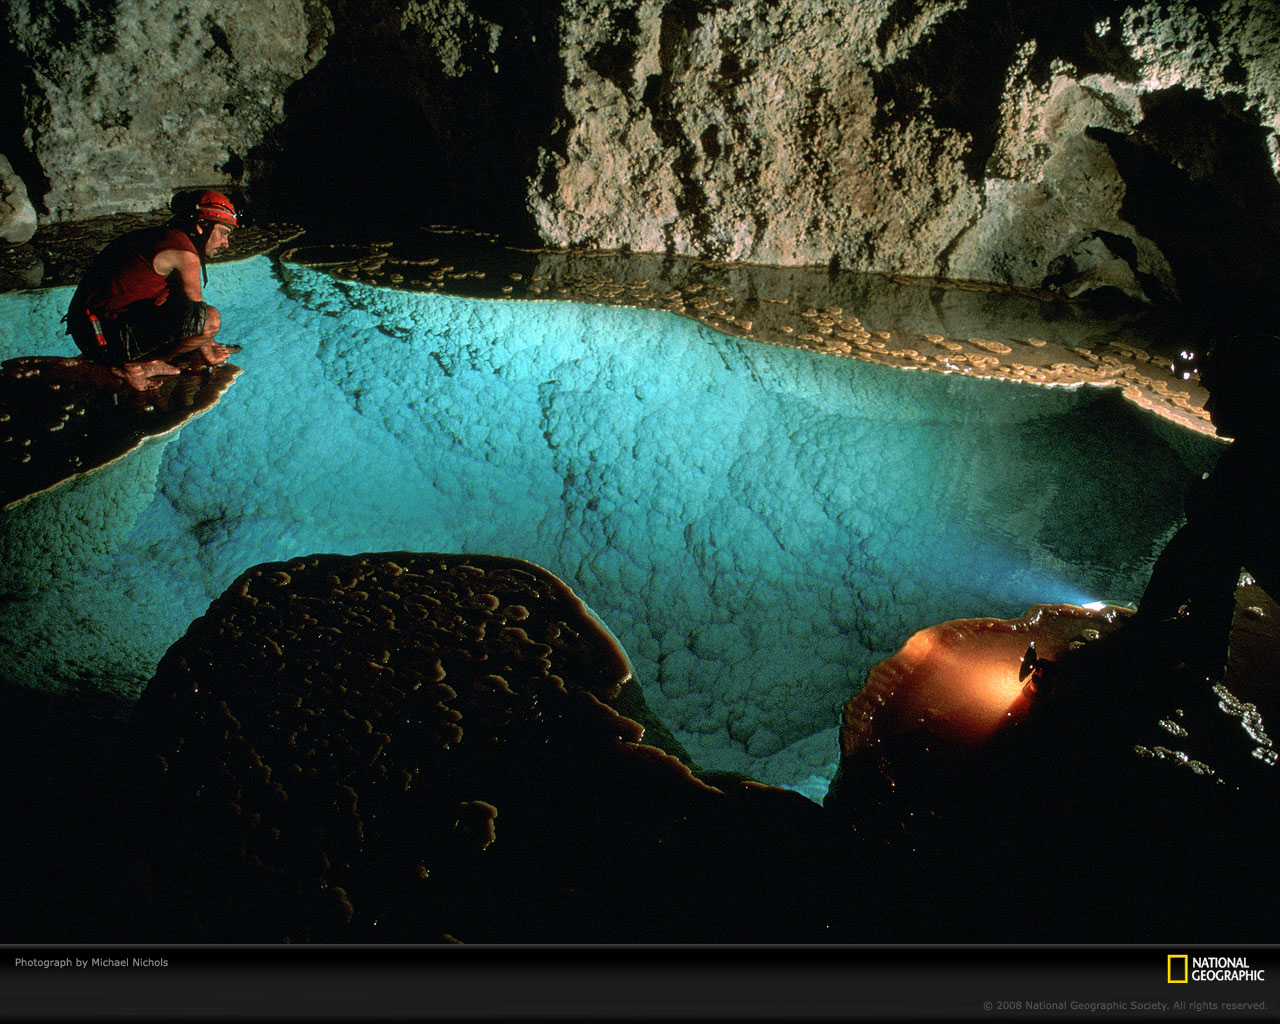 Photograph by Michael Nichols
NATIONAL
GEOGRAPHIC
© 2008 National Geographic Society. All rights reserved.